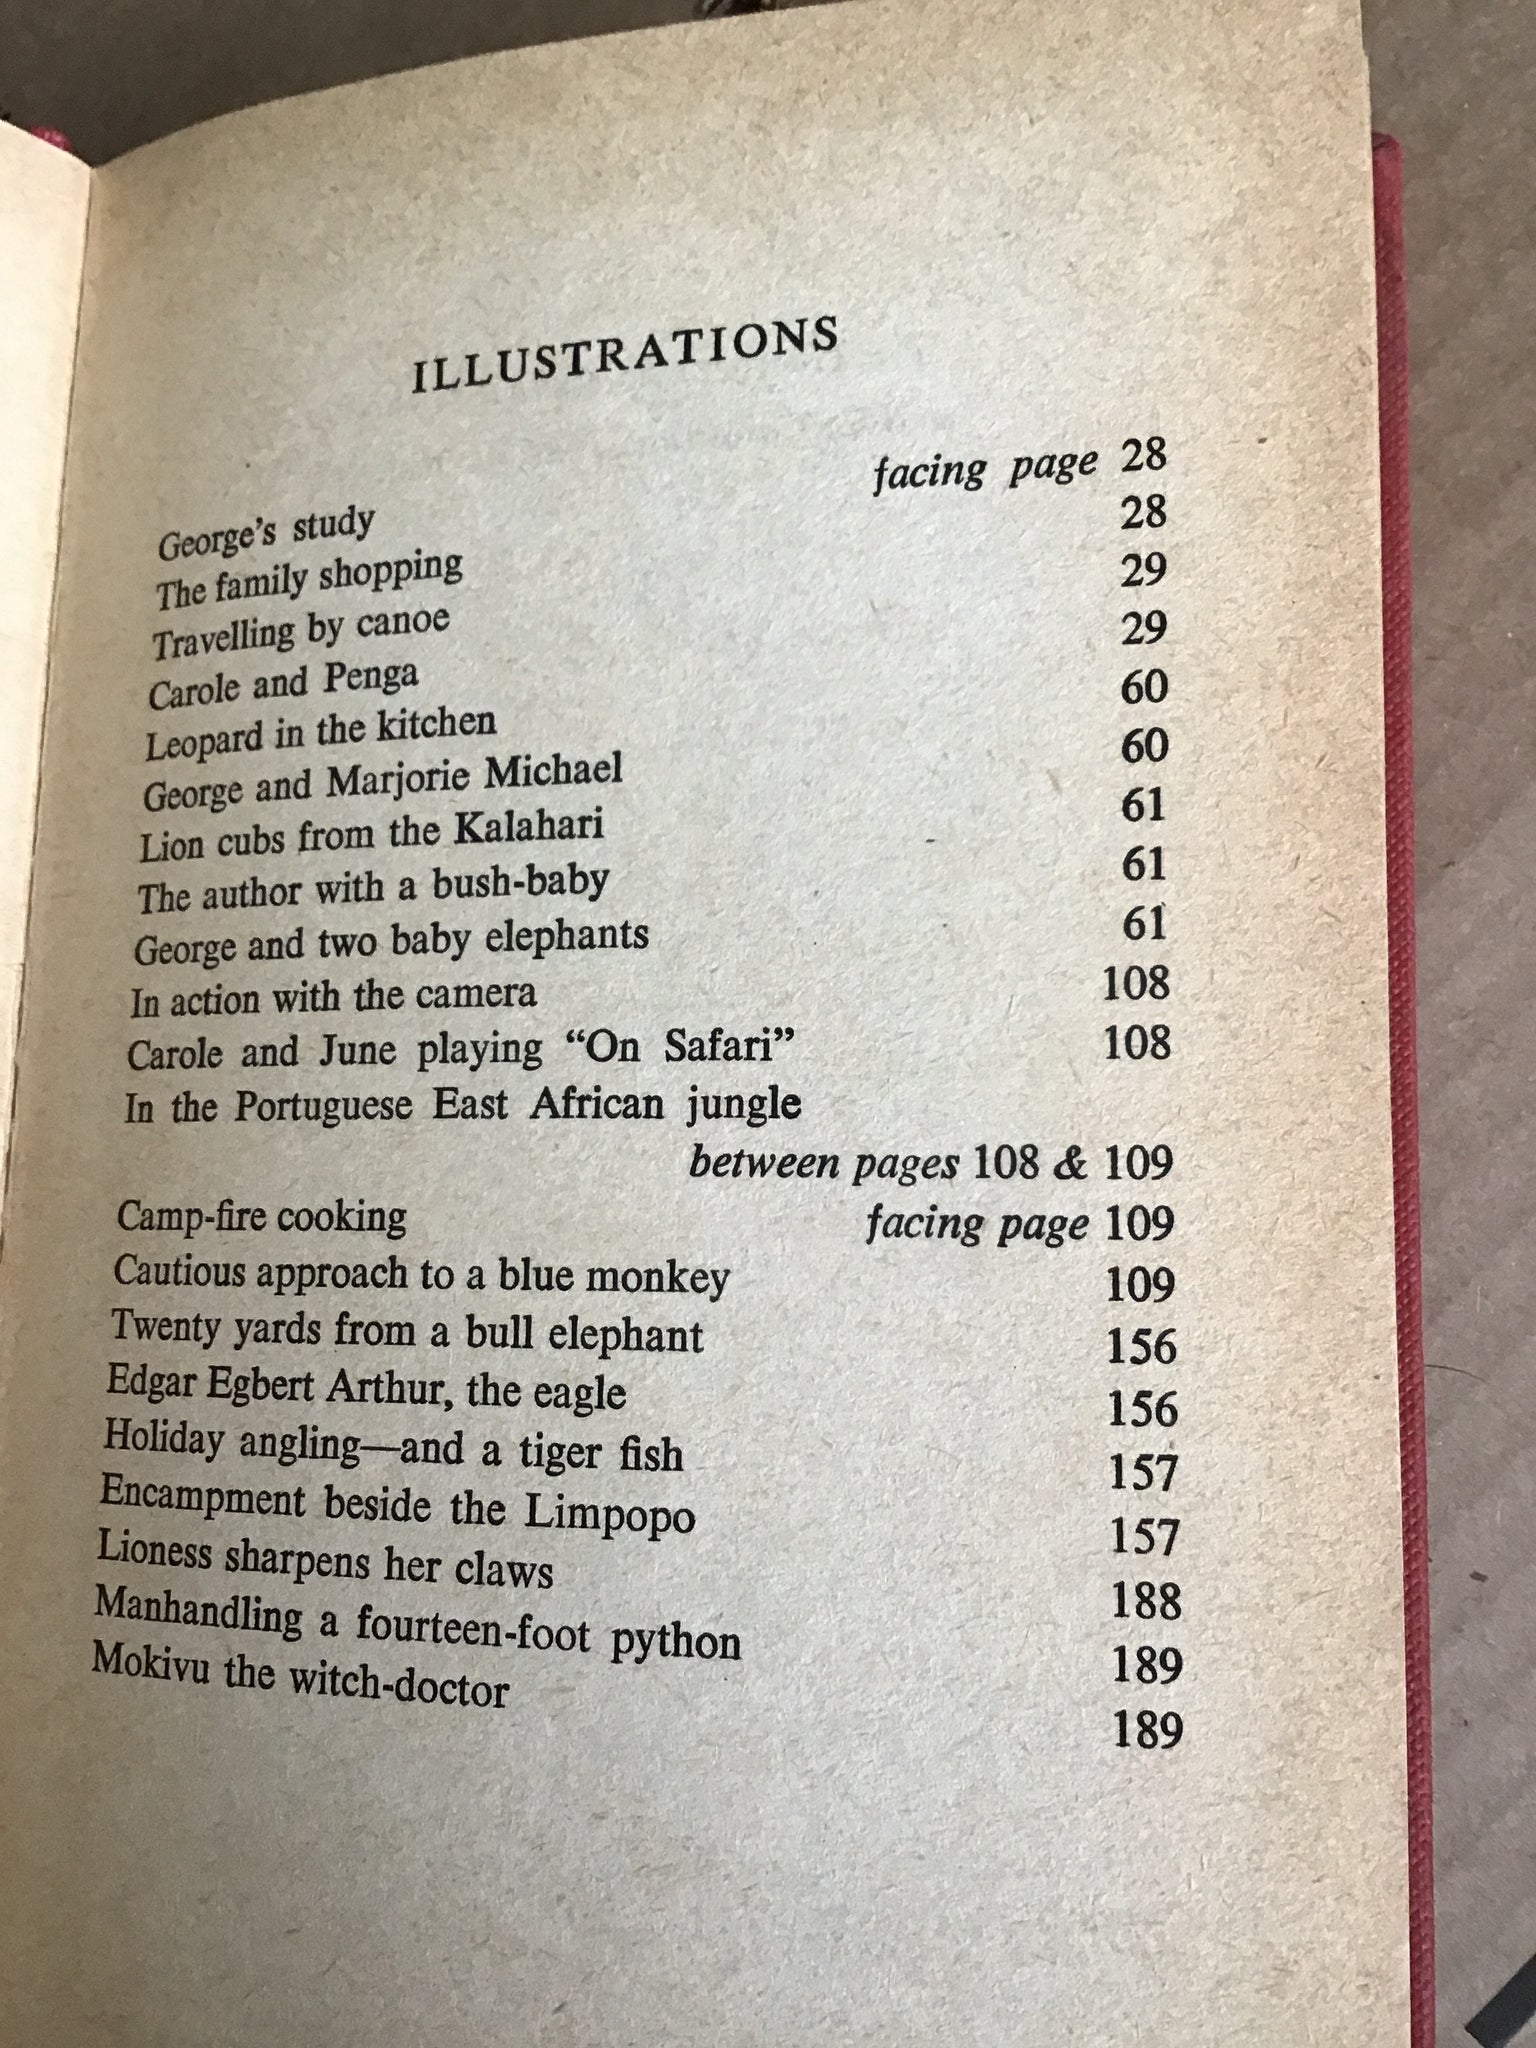 ILLUSTRATIONS
George's study facing page 28
The family shopping 28
Travelling by canoe 29
Carole and Penga 29
Leopard in the kitchen 60
George and Marjorie Michael 60
Lion cubs from the Kalahari 61
The author with a bush-baby 61
George and two baby elephants 61
In action with the camera 108
Carole and June playing “On Safari” 108
In the Portuguese East African jungle
between pages 108 & 109
Camp-fire cooking facing page 109
Cautious approach to a blue monkey 109
Twenty yards from a bull elephant 156
Edgar Egbert Arthur, the eagle 156
Holiday angling—and a tiger fish 157
Encampment beside the Limpopo 157
Lioness sharpens her claws 188
Manhandling a fourteen-foot python 189
Mokivu the witch-doctor 189